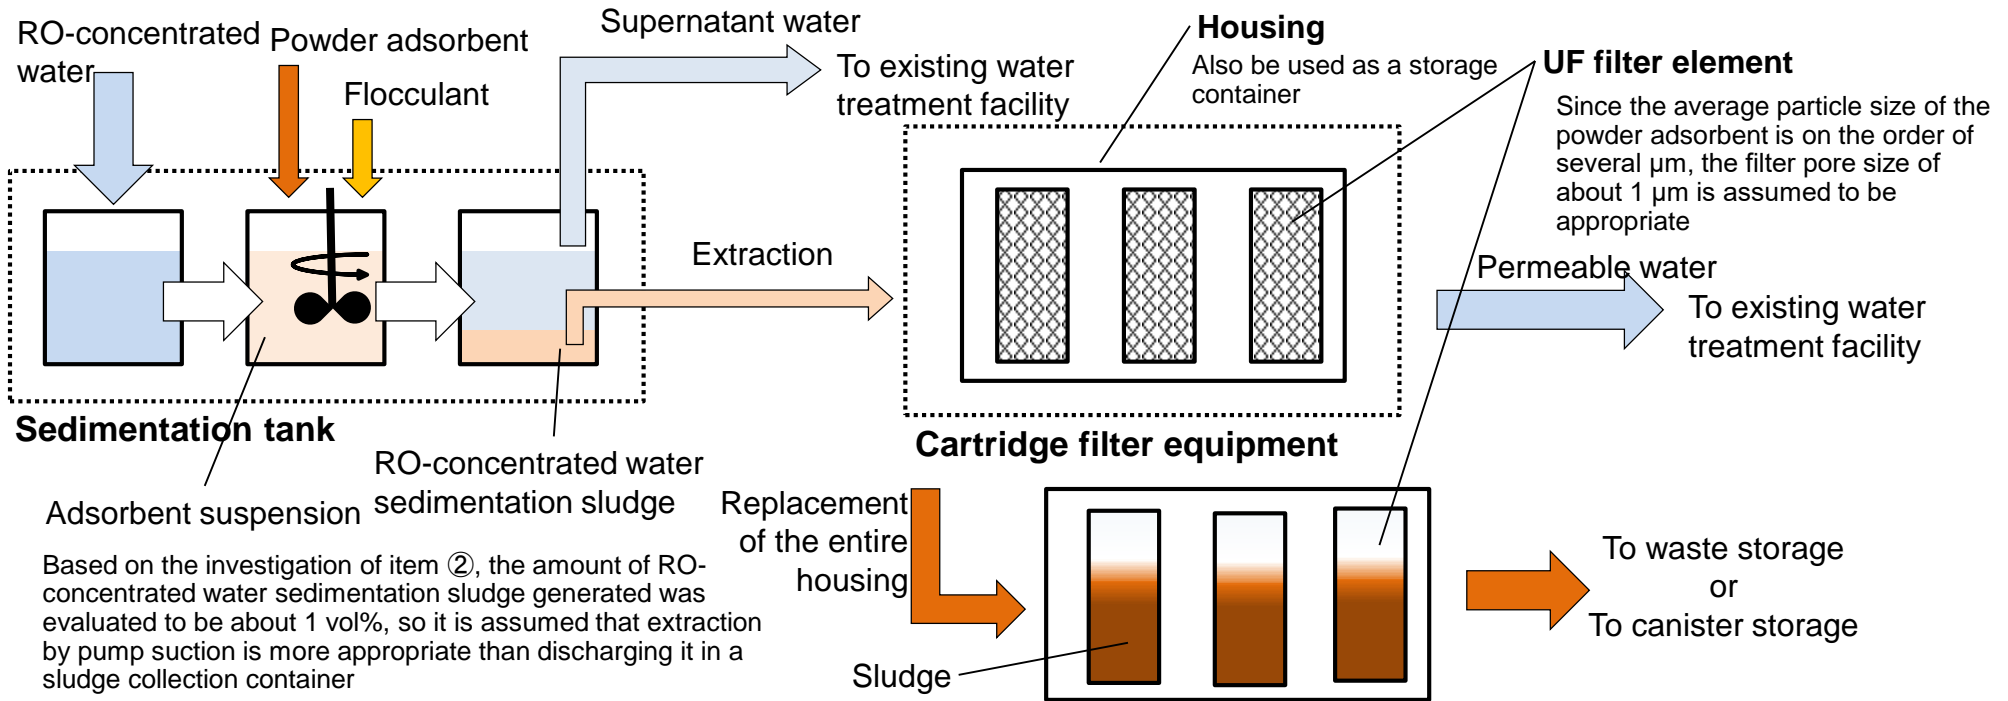 RO-concentrated
water
Powder adsorbent
Flocculant
Supernatant water
To existing water
treatment facility
Housing
Also be used as a storage
container
UF filter element
Since the average particle size of the
powder adsorbent is on the order of
several µm, the filter pore size of
about 1 µm is assumed to be
appropriate
Extraction
Permeable water
To existing water
treatment facility
Sedimentation tank
Cartridge filter equipment
RO-concentrated water
sedimentation sludge
Adsorbent suspension
Based on the investigation of item ②, the amount of RO-
concentrated water sedimentation sludge generated was
evaluated to be about 1 vol%, so it is assumed that extraction
by pump suction is more appropriate than discharging it in a
sludge collection container
Replacement
of the entire
housing
Sludge
To waste storage
or
To canister storage